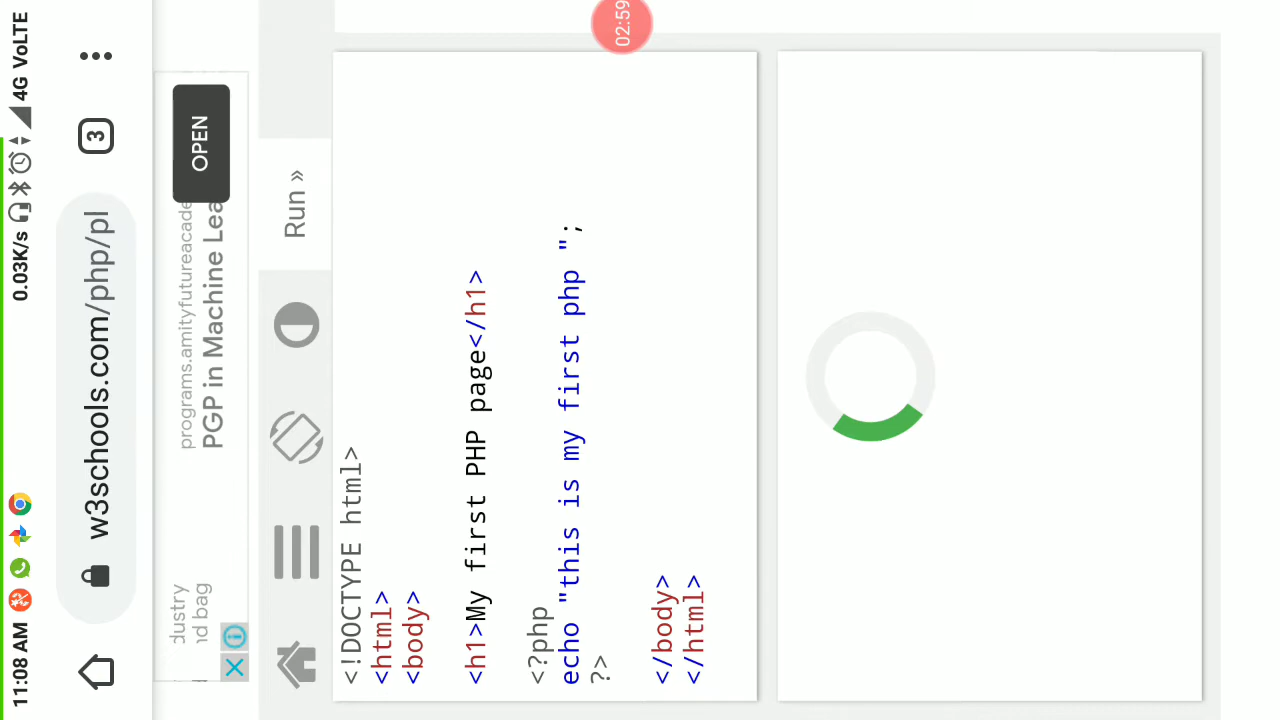 11:08 AM
0.03K/s
4G VoLTE
w3schools.com/php/pl
3
dustry
nd bag
programs.amityfutureacade
PGP in Machine Lea
OPEN
Run »
02:59
<!DOCTYPE html>
<html>
<body>
<h1>My first PHP page</h1>
<?php
echo "this is my first php ";
?>
</body>
</html>